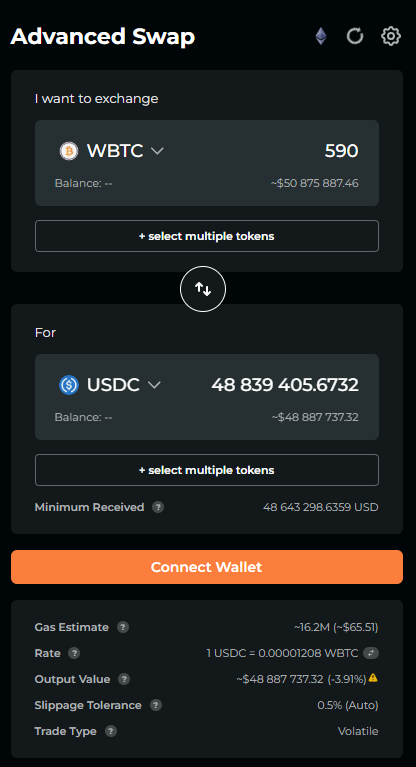 Advanced Swap
I want to exchange
WBTC 590
Balance: -- ~$50 875 887.46
+ select multiple tokens
For
USDC 48 839 405.6732
Balance: -- ~$48 887 737.32
+ select multiple tokens
Minimum Received ? 48 643 298.6359 USD
Connect Wallet
Gas Estimate ? ~16.2M (~$65.51)
Rate ? 1 USDC = 0.00001208 WBTC
Output Value ? ~$48 887 737.32 (-3.91%)
Slippage Tolerance ? 0.5% (Auto)
Trade Type ? Volatile